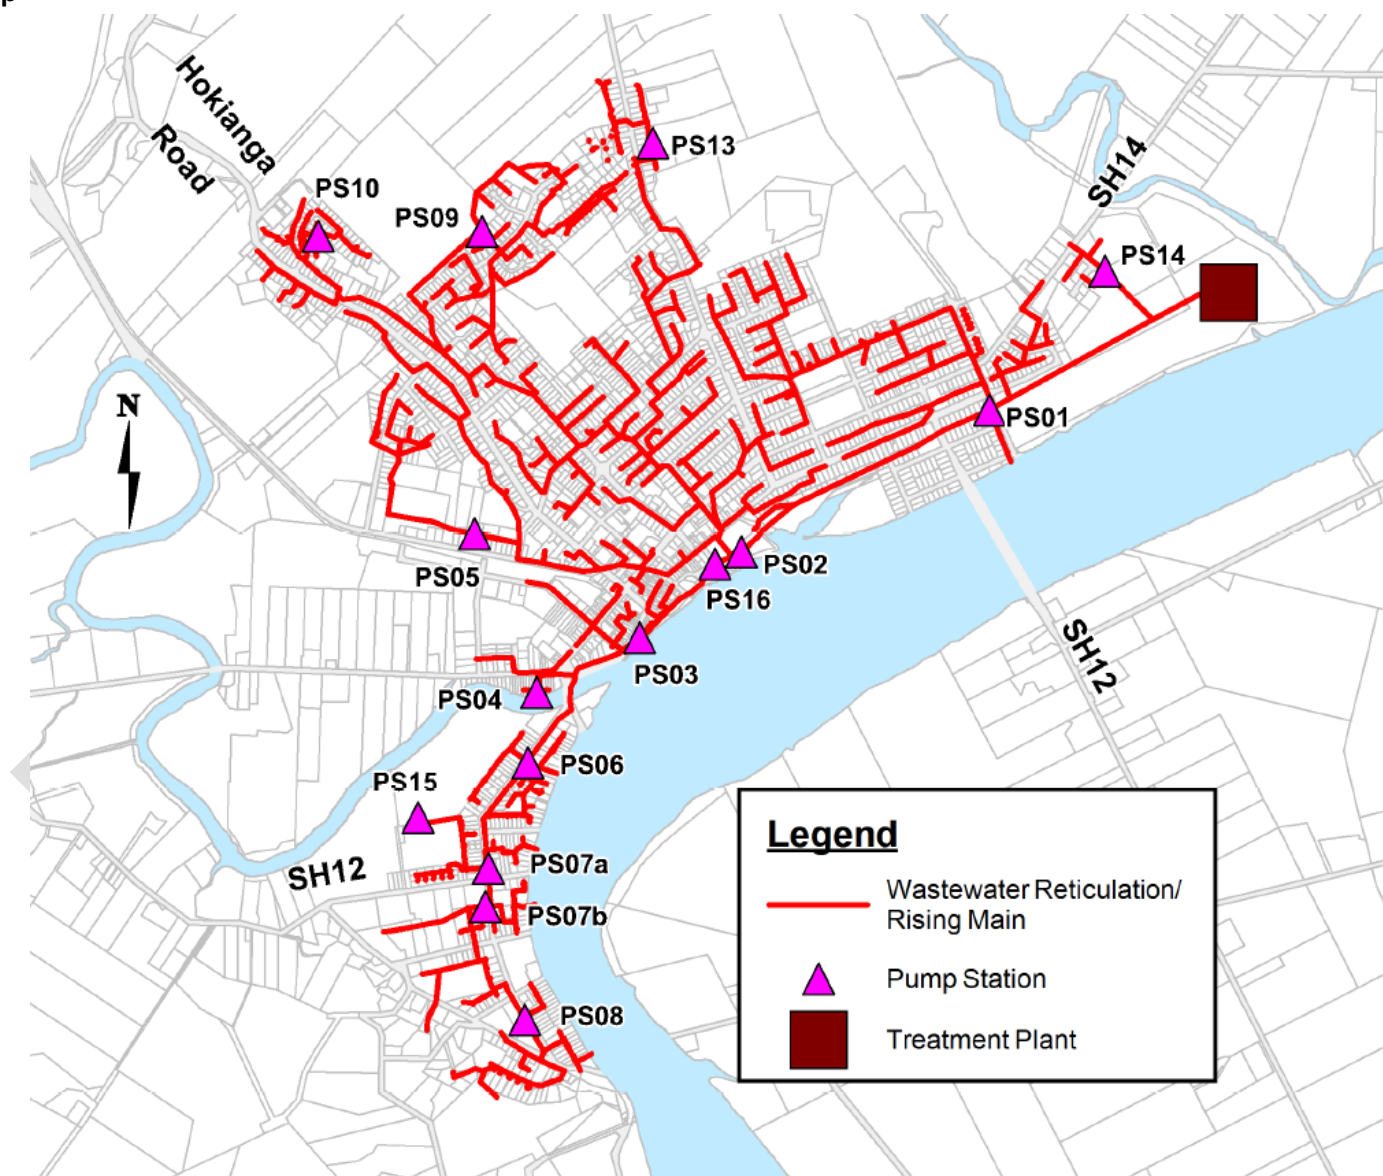 Hokianga
Road
PS13
SH14
PS10
PS09
PS14
N
PS01
PS02
PS05
PS16
SH12
PS03
PS04
PS06
PS15
PS07a
SH12
PS07b
PS08
Legend
Wastewater Reticulation/
Rising Main
Pump Station
Treatment Plant